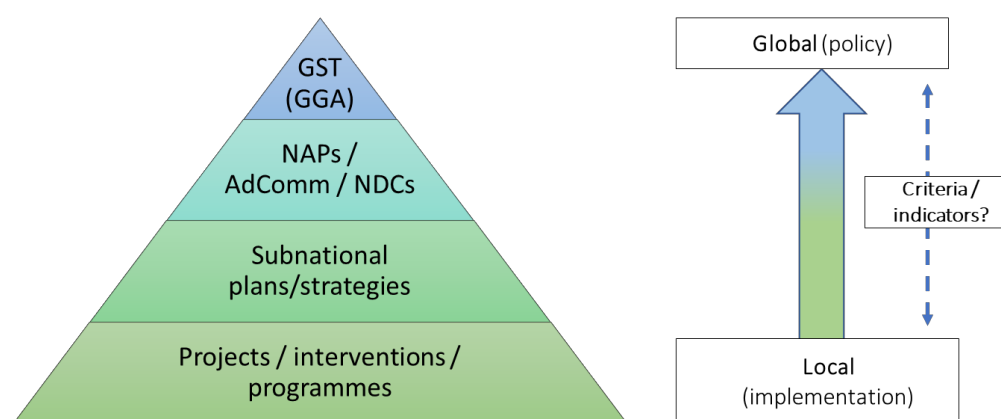 GST
(GGA)
NAPs /
AdComm / NDCs
Subnational
plans/strategies
Projects / interventions /
programmes
Global (policy)
Criteria /
indicators?
Local
(implementation)